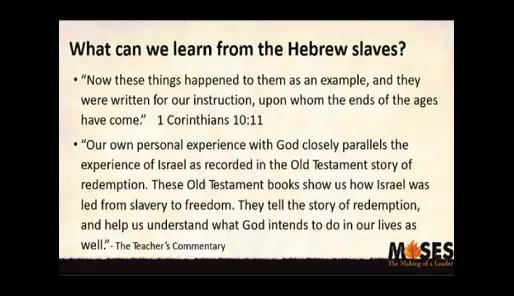 What can we learn from the Hebrew slaves?
• “Now these things happened to them as an example, and they
were written for our instruction, upon whom the ends of the ages
have come.” 1 Corinthians 10:11
• “Our own personal experience with God closely parallels the
experience of Israel as recorded in the Old Testament story of
redemption. These Old Testament books show us how Israel was
led from slavery to freedom. They tell the story of redemption,
and help us understand what God intends to do in our lives as
well.”- The Teacher’s Commentary
MOSES
The Making of a Leader